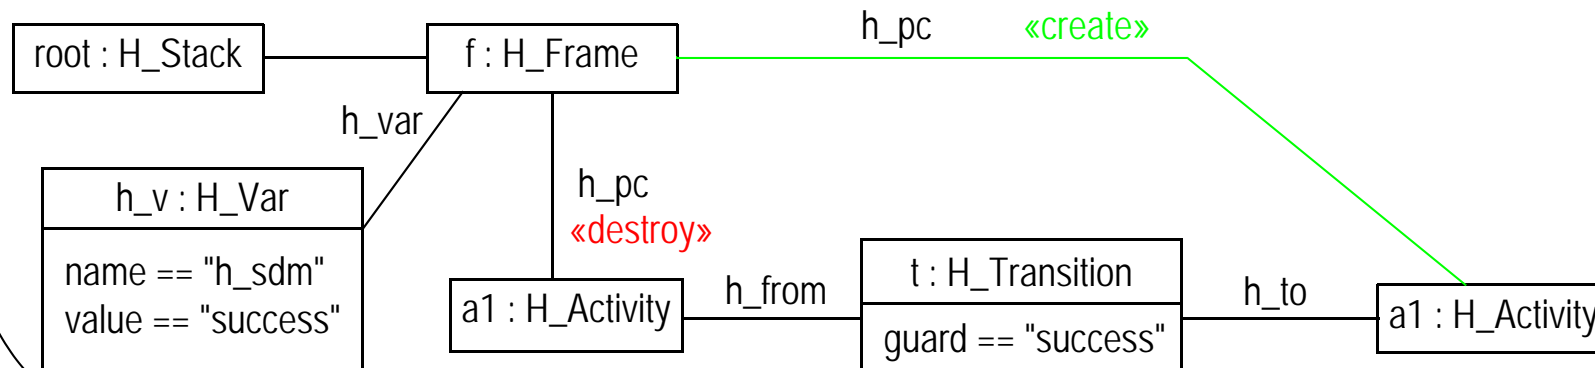 h_pc «create»
root : H_Stack
f : H_Frame
h_var
h_pc
«destroy»
h_v : H_Var
name == "h_sdm"
value == "success"
a1 : H_Activity
h_from
t : H_Transition
guard == "success"
h_to
a1 : H_Activity